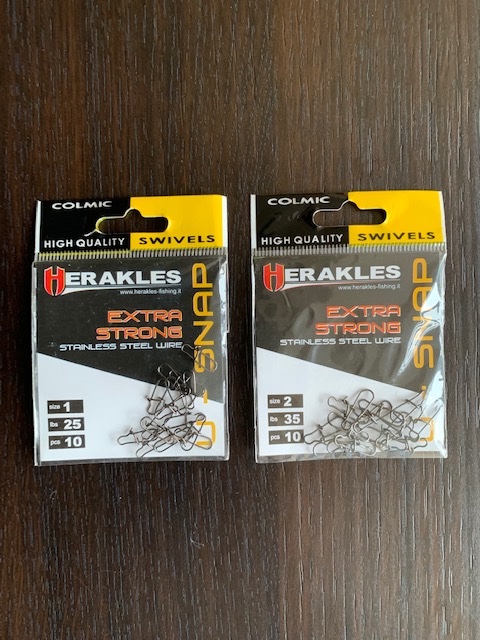 COLMIC
HIGH QUALITY SWIVELS
HERAKLES
www.herakles-fishing.it
EXTRA
STRONG
STAINLESS STEEL WIRE
size 1
lbs 25
pcs 10
U - SNAP
COLMIC
HIGH QUALITY SWIVELS
HERAKLES
www.herakles-fishing.it
EXTRA
STRONG
STAINLESS STEEL WIRE
size 2
lbs 35
pcs 10
SNAP